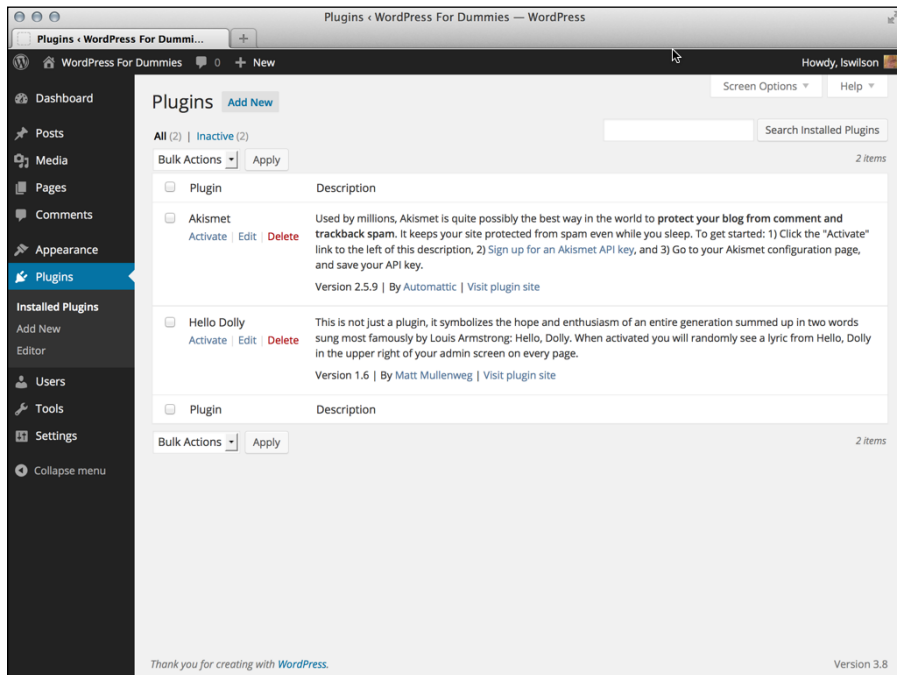 Plugins ‹ WordPress For Dummies — WordPress
Plugins ‹ WordPress For Dummi...
WordPress For Dummies 0 + New Howdy, lswilson
Screen Options Help
Dashboard
Posts
Media
Pages
Comments
Appearance
Plugins
Installed Plugins
Add New
Editor
Users
Tools
Settings
Collapse menu
Plugins Add New
All (2) | Inactive (2)
Search Installed Plugins
Bulk Actions Apply 2 items
Plugin Description
Akismet
Activate | Edit | Delete
Used by millions, Akismet is quite possibly the best way in the world to protect your blog from comment and
trackback spam. It keeps your site protected from spam even while you sleep. To get started: 1) Click the "Activate"
link to the left of this description, 2) Sign up for an Akismet API key, and 3) Go to your Akismet configuration page,
and save your API key.
Version 2.5.9 | By Automattic | Visit plugin site
Hello Dolly
Activate | Edit | Delete
This is not just a plugin, it symbolizes the hope and enthusiasm of an entire generation summed up in two words
sung most famously by Louis Armstrong: Hello, Dolly. When activated you will randomly see a lyric from Hello, Dolly
in the upper right of your admin screen on every page.
Version 1.6 | By Matt Mullenweg | Visit plugin site
Plugin Description
Bulk Actions Apply 2 items
Thank you for creating with WordPress. Version 3.8